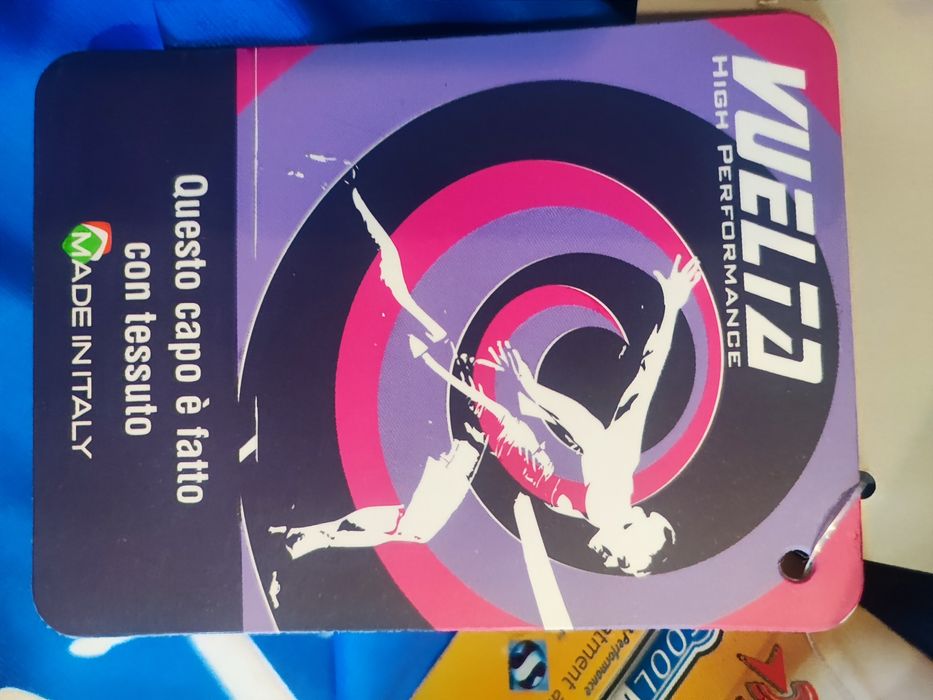 VUELTA
HIGH PERFORMANCE
Questo capo è fatto
con tessuto
MADE IN ITALY